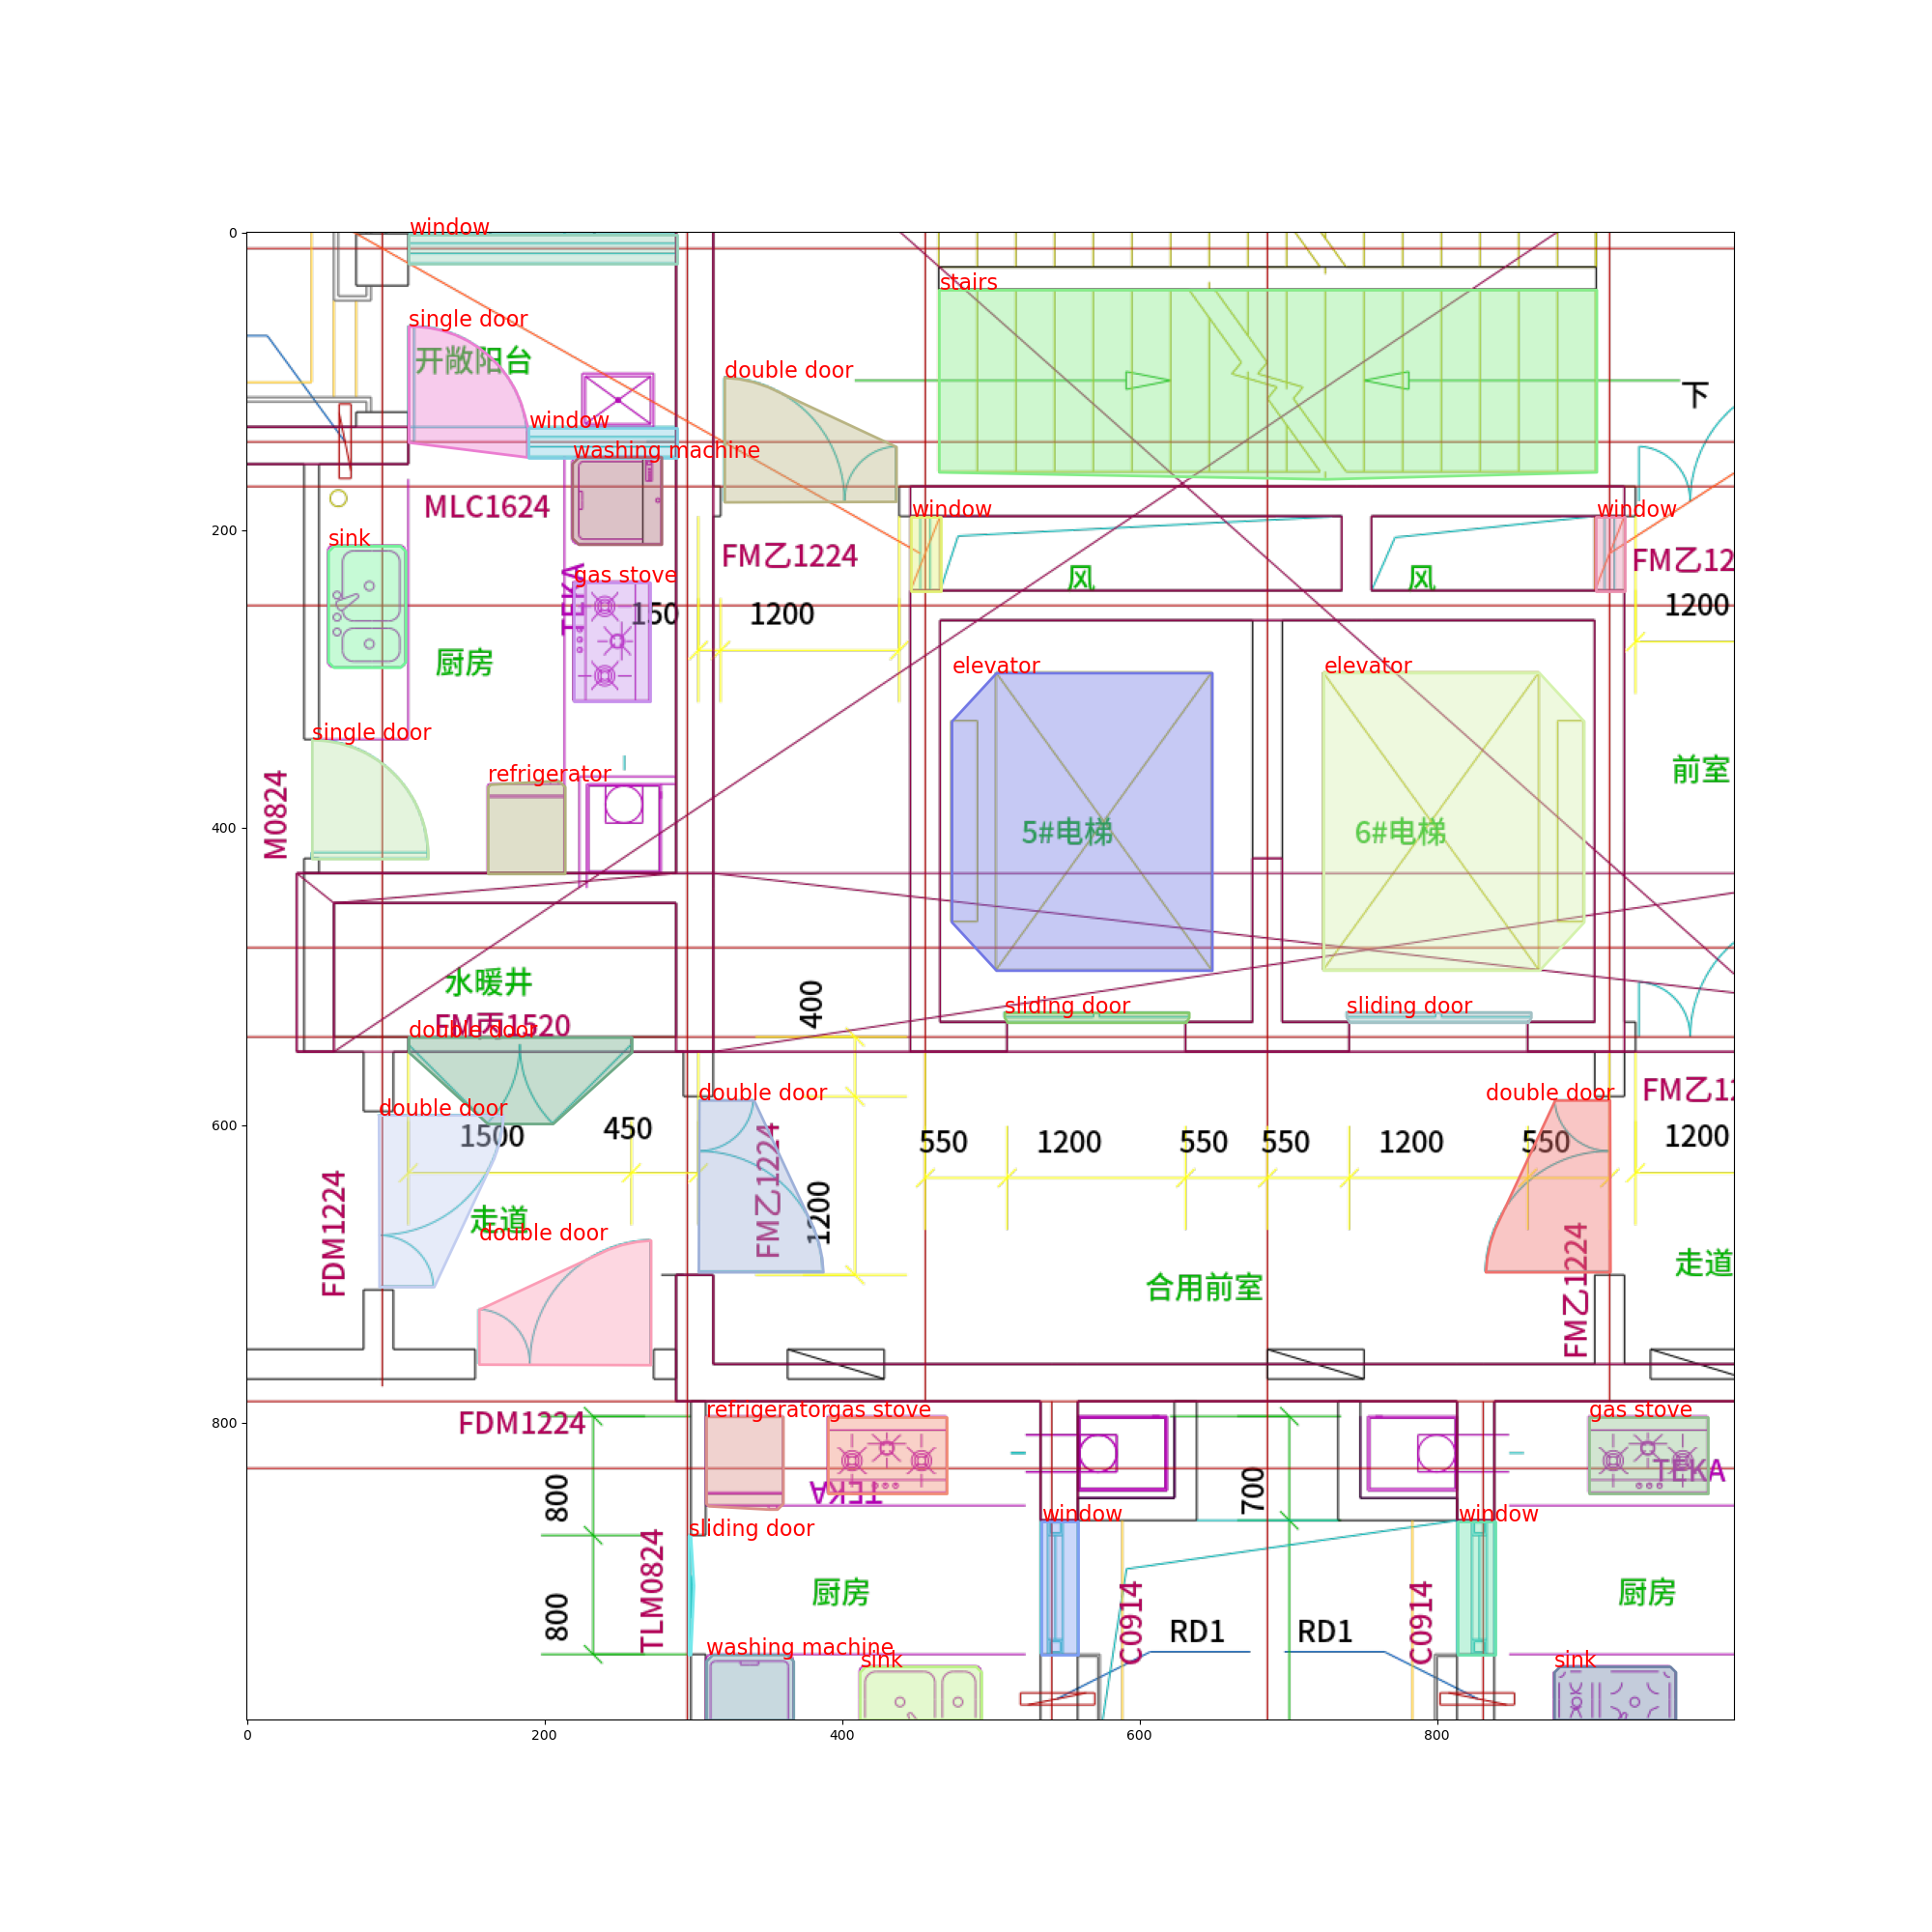 window
0
stairs
single door
开敞阳台
double door
下
window
washing machine
MLC1624
200
window
window
sink
FM乙1224
FM乙12
风
风
gas stove
TEKA
150
1200
1200
厨房
elevator
elevator
single door
前室
refrigerator
M0824
400
5#电梯
6#电梯
水暖井
400
sliding door
sliding door
FM丙1520
double door
double door
double door
FM乙12
double door
600
1500
450
550
1200
550
550
1200
550
1200
FDM1224
FM乙1224
1200
走道
double door
走道
合用前室
FM乙1224
800
FDM1224
refrigerator
gas stove
gas stove
TEKA
TEKA
800
700
window
window
sliding door
TLM0824
厨房
厨房
800
C0914
RD1
RD1
C0914
washing machine
sink
sink
0
200
400
600
800